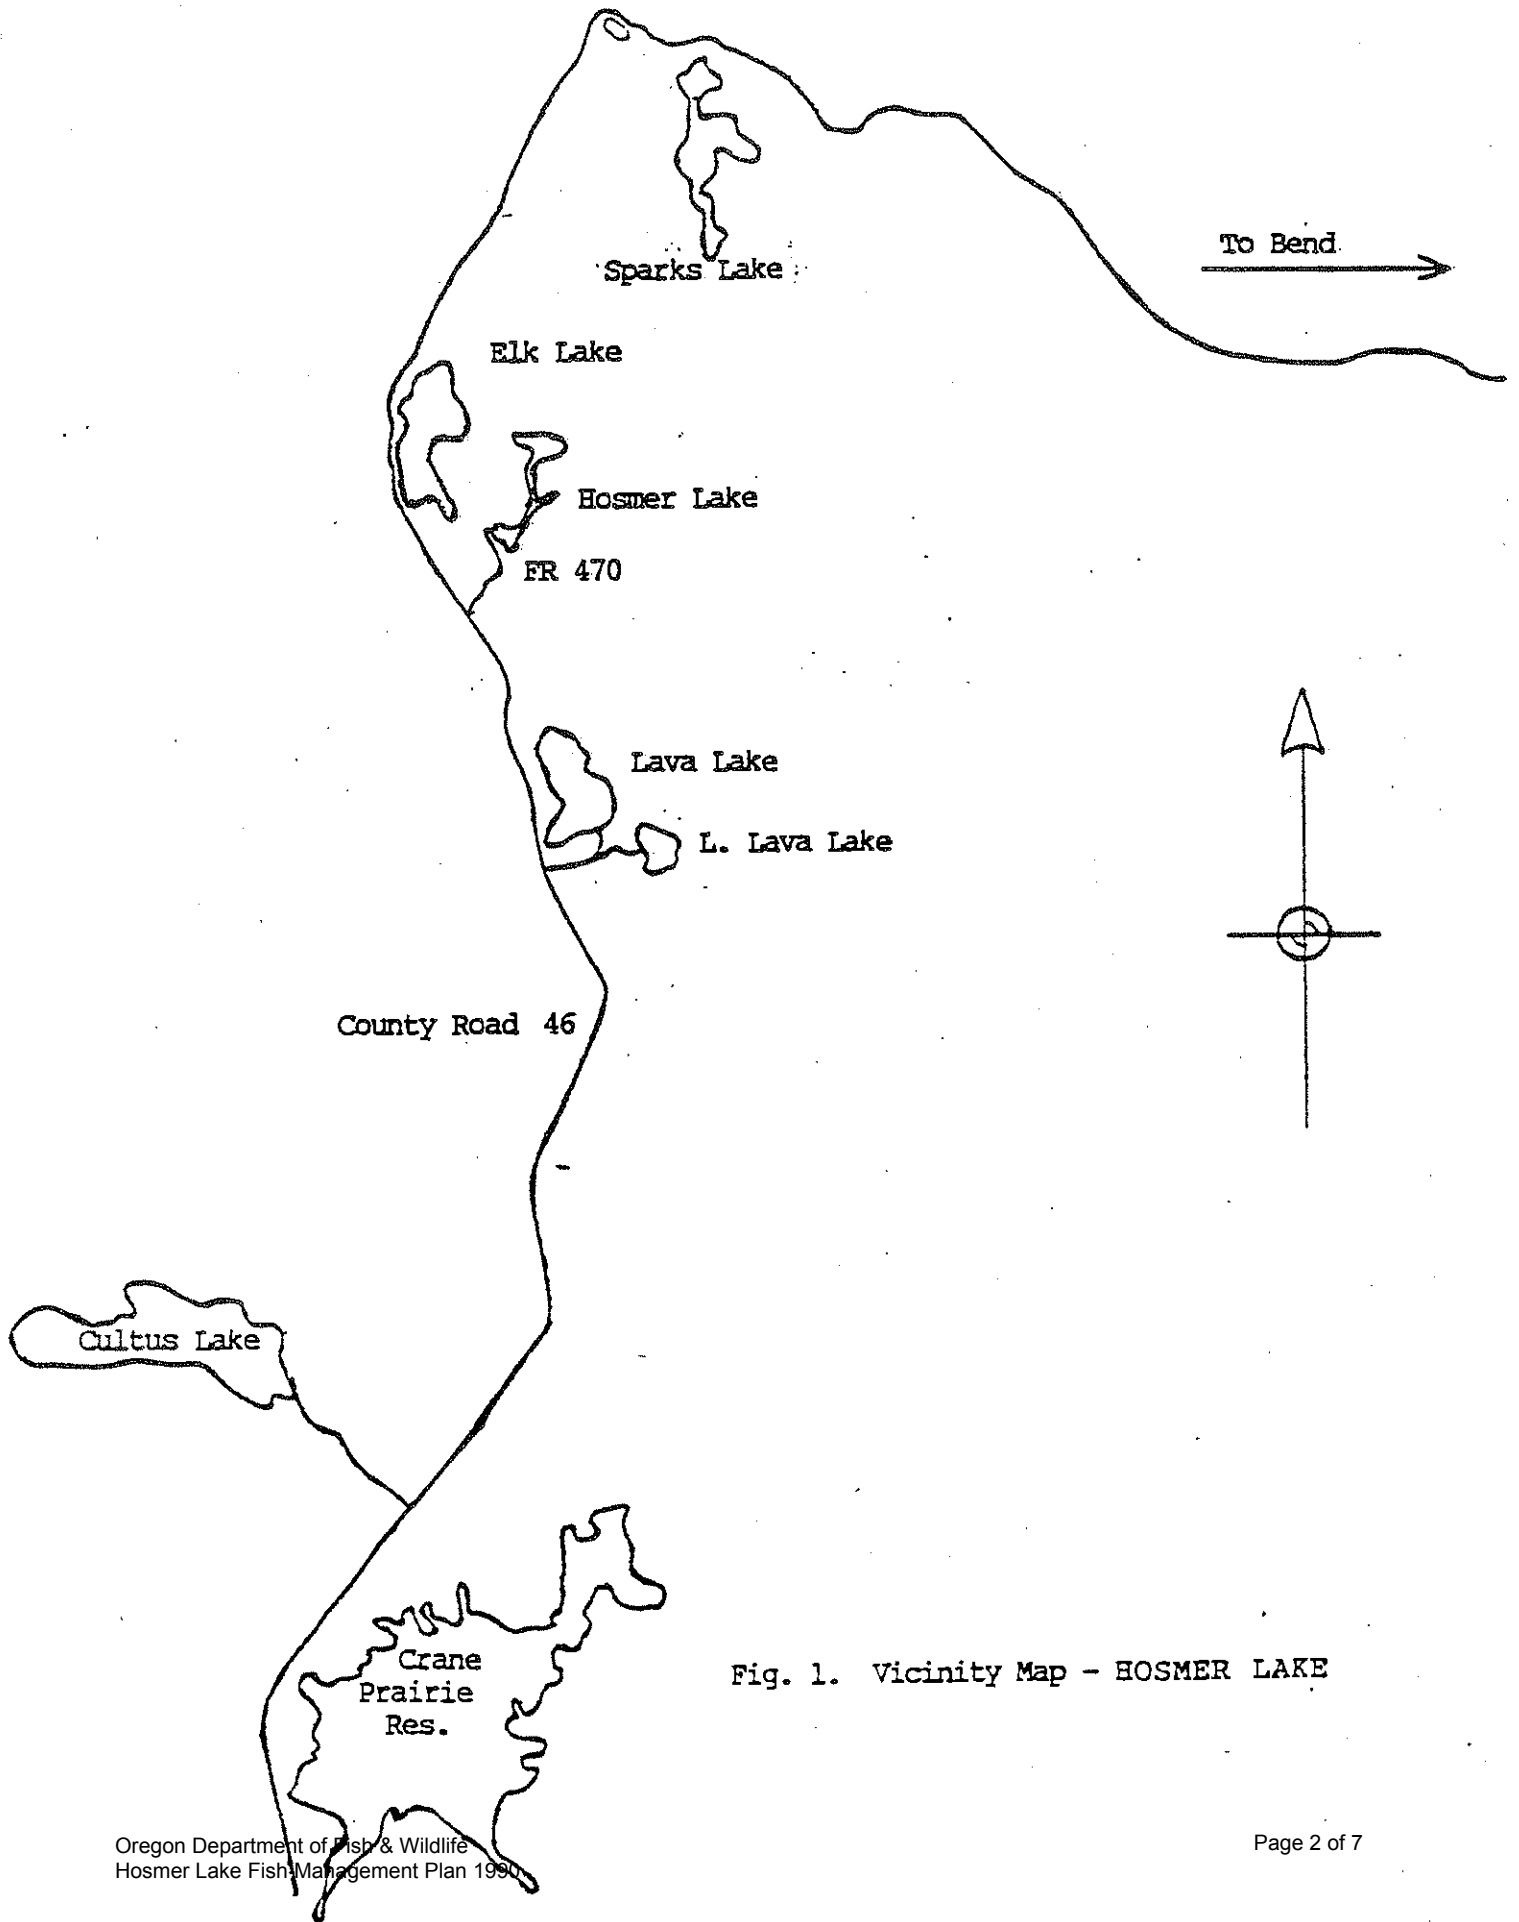 To Bend
Sparks Lake
Elk Lake
Hosmer Lake
FR 470
Lava Lake
L. Lava Lake
County Road 46
Cultus Lake
Crane
Prairie
Res.
Fig. 1. Vicinity Map - HOSMER LAKE
Oregon Department of Fish & Wildlife
Hosmer Lake Fish Management Plan 1990
Page 2 of 7